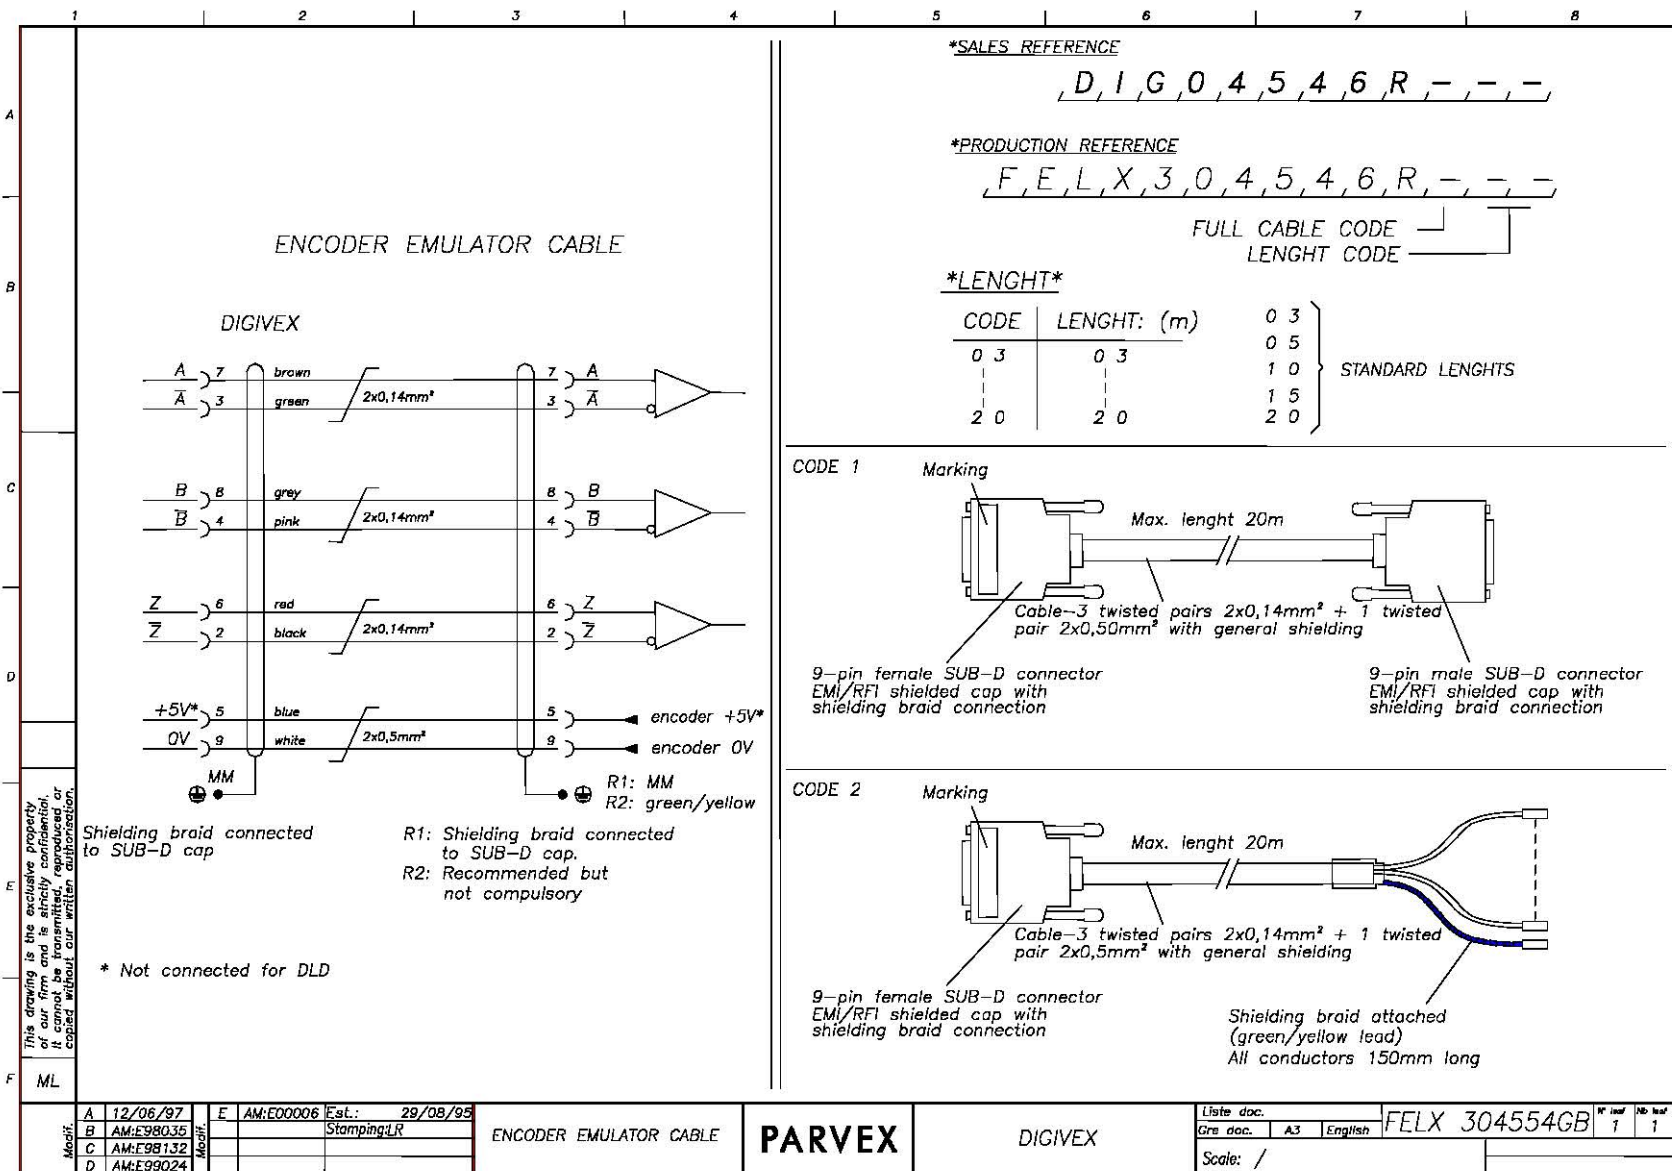 1 2 3 4 5 6 7 8
A
B
C
D
E
F
ENCODER EMULATOR CABLE
DIGIVEX
A 7 brown 7 A
2x0,14mm²
A̅ 3 green 3 A̅
B 8 grey 8 B
2x0,14mm²
B̅ 4 pink 4 B̅
Z 6 red 6 Z
2x0,14mm²
Z̅ 2 black 2 Z̅
+5V* 5 blue 5 encoder +5V*
2x0,5mm²
0V 9 white 9 encoder 0V
MM
R1: MM
R2: green/yellow
Shielding braid connected
to SUB-D cap
R1: Shielding braid connected
to SUB-D cap.
R2: Recommended but
not compulsory
* Not connected for DLD
This drawing is the exclusive property
of our firm and is strictly confidential.
It cannot be transmitted, reproduced or
copied without our written authorisation.
ML
*SALES REFERENCE
D I G 0 4 5 4 6 R - - -
*PRODUCTION REFERENCE
F E L X 3 0 4 5 4 6 R - - -
FULL CABLE CODE
LENGHT CODE
*LENGHT*
CODE LENGHT: (m)
0 3 0 3
2 0 2 0
0 3
0 5
1 0
1 5
2 0
STANDARD LENGHTS
CODE 1
Marking
Max. lenght 20m
Cable-3 twisted pairs 2x0,14mm² + 1 twisted
pair 2x0,50mm² with general shielding
9-pin female SUB-D connector
EMI/RFI shielded cap with
shielding braid connection
9-pin male SUB-D connector
EMI/RFI shielded cap with
shielding braid connection
CODE 2
Marking
Max. lenght 20m
Cable-3 twisted pairs 2x0,14mm² + 1 twisted
pair 2x0,5mm² with general shielding
9-pin female SUB-D connector
EMI/RFI shielded cap with
shielding braid connection
Shielding braid attached
(green/yellow lead)
All conductors 150mm long
Modif.
A 12/06/97
B AM:E98035
C AM:E98132
D AM:E99024
Modif.
E AM:E00006
Est.: 29/08/95
Stamping:LR
ENCODER EMULATOR CABLE
PARVEX
DIGIVEX
Liste doc.
Gre doc. A3 English
FELX 304554GB
N° leaf 1
Nb leaf 1
Scale: /